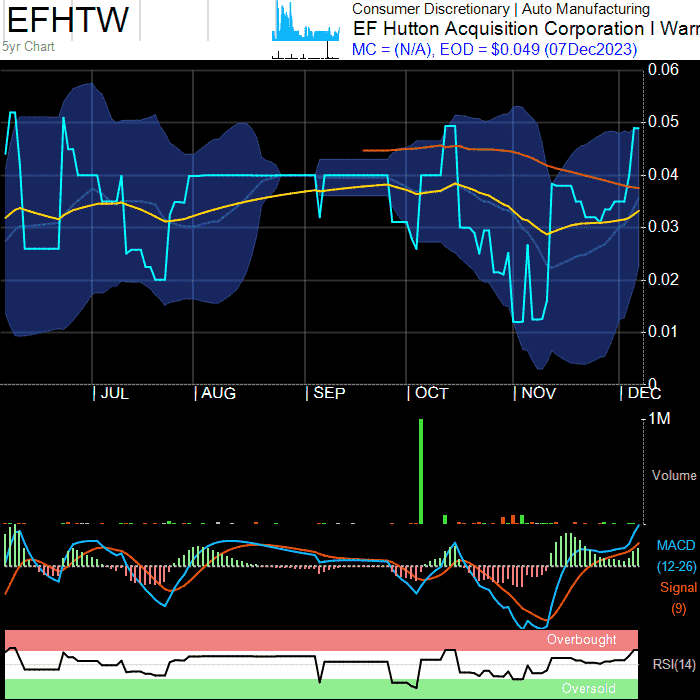 EFHTW
5yr Chart
Consumer Discretionary | Auto Manufacturing
EF Hutton Acquisition Corporation I Warr
MC = (N/A), EOD = $0.049 (07Dec2023)
0.06
0.05
0.04
0.03
0.02
0.01
0
| JUL | AUG | SEP | OCT | NOV | DEC
1M
Volume
MACD
(12-26)
Signal
(9)
Overbought
RSI(14)
Oversold